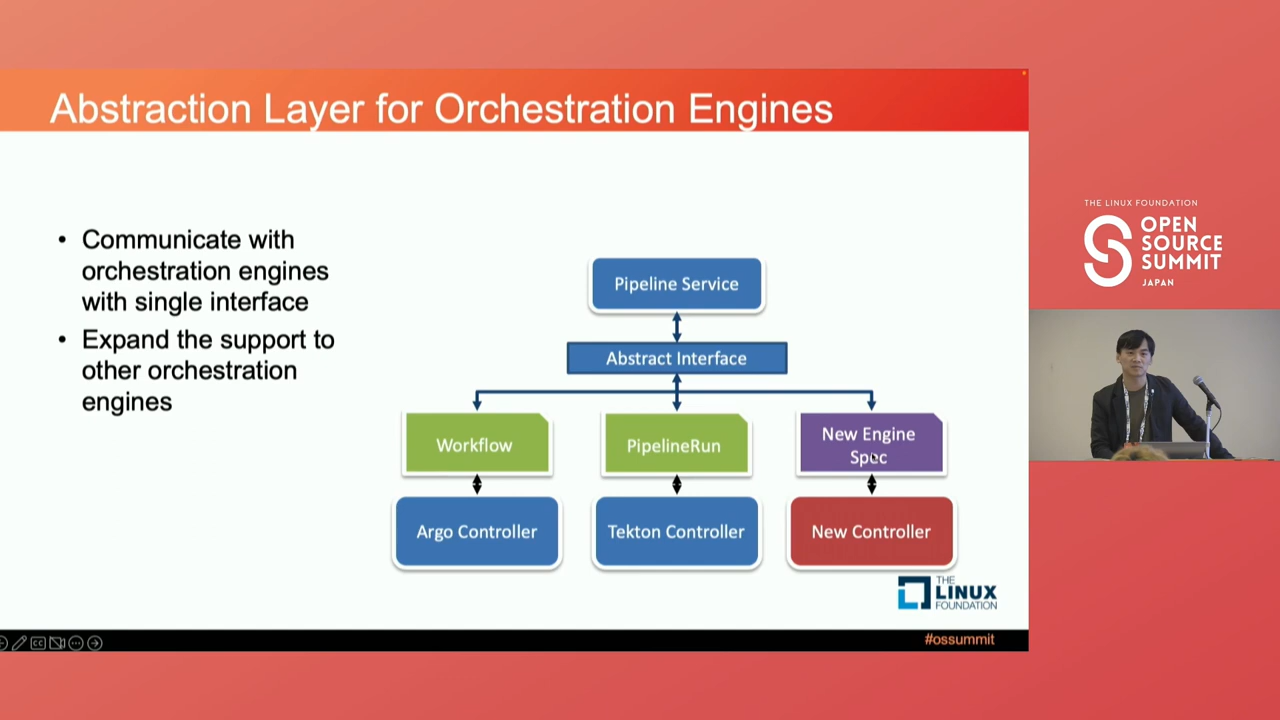 Abstraction Layer for Orchestration Engines
• Communicate with
orchestration engines
with single interface
• Expand the support to
other orchestration
engines
Pipeline Service
Abstract Interface
Workflow
PipelineRun
New Engine
Spec
Argo Controller
Tekton Controller
New Controller
THE
LINUX
FOUNDATION
#ossummit
CC
THE LINUX FOUNDATION
OPEN
SOURCE
SUMMIT
JAPAN